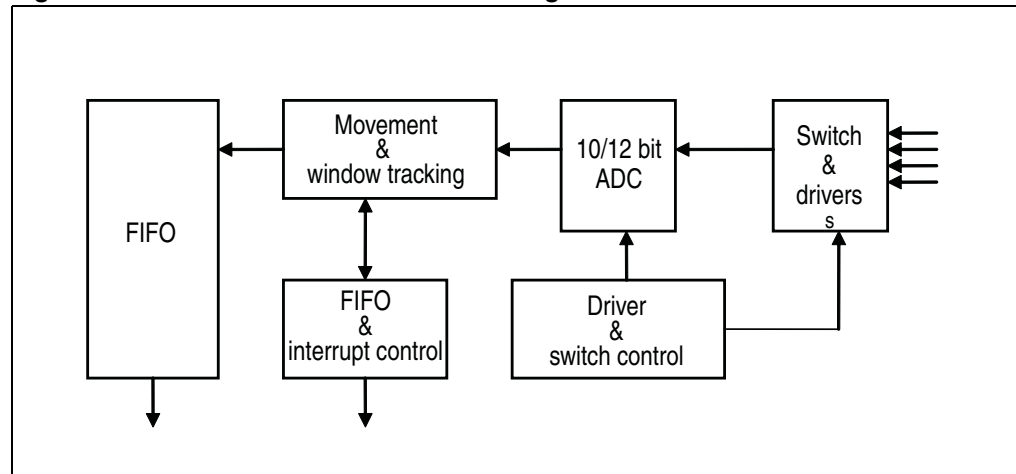 FIFO
Movement
&
window tracking
10/12 bit
ADC
Switch
&
drivers
s
FIFO
&
interrupt control
Driver
&
switch control